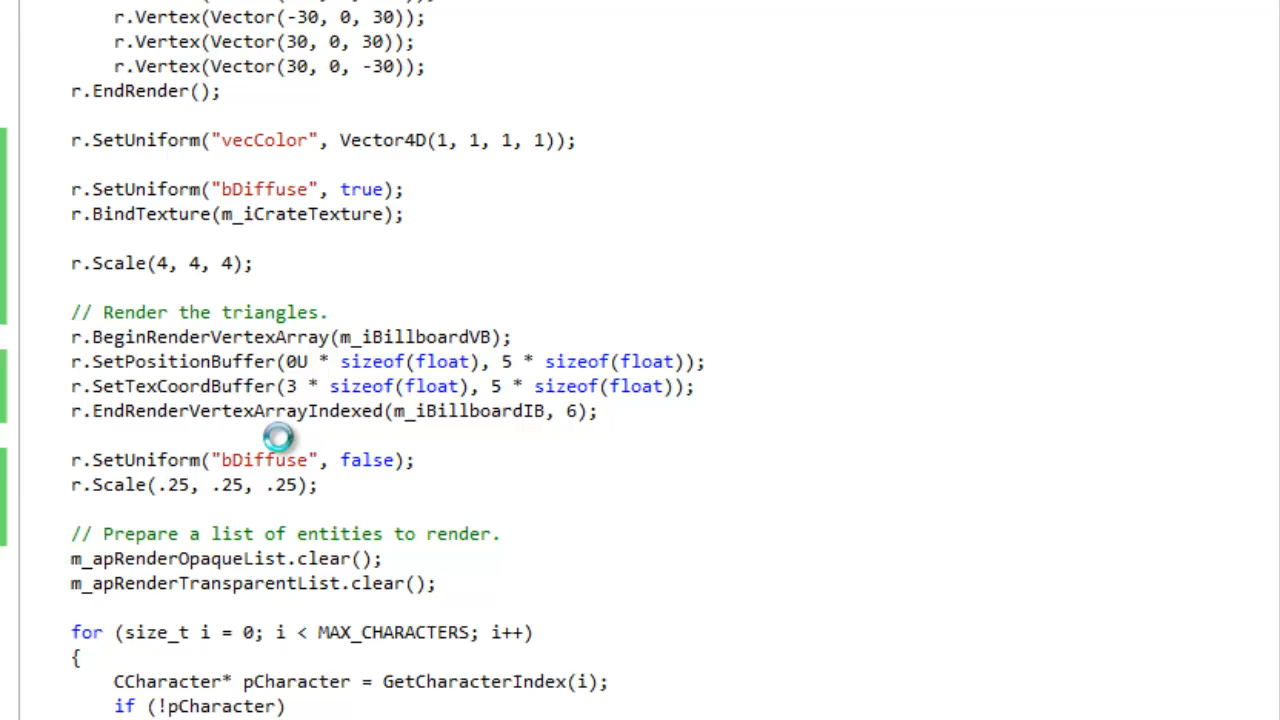 r.Vertex(Vector(-30, 0, 30));
r.Vertex(Vector(30, 0, 30));
r.Vertex(Vector(30, 0, -30));
r.EndRender();
r.SetUniform("vecColor", Vector4D(1, 1, 1, 1));
r.SetUniform("bDiffuse", true);
r.BindTexture(m_iCrateTexture);
r.Scale(4, 4, 4);
// Render the triangles.
r.BeginRenderVertexArray(m_iBillboardVB);
r.SetPositionBuffer(0U * sizeof(float), 5 * sizeof(float));
r.SetTexCoordBuffer(3 * sizeof(float), 5 * sizeof(float));
r.EndRenderVertexArrayIndexed(m_iBillboardIB, 6);
r.SetUniform("bDiffuse", false);
r.Scale(.25, .25, .25);
// Prepare a list of entities to render.
m_apRenderOpaqueList.clear();
m_apRenderTransparentList.clear();
for (size_t i = 0; i < MAX_CHARACTERS; i++)
{
CCharacter* pCharacter = GetCharacterIndex(i);
if (!pCharacter)